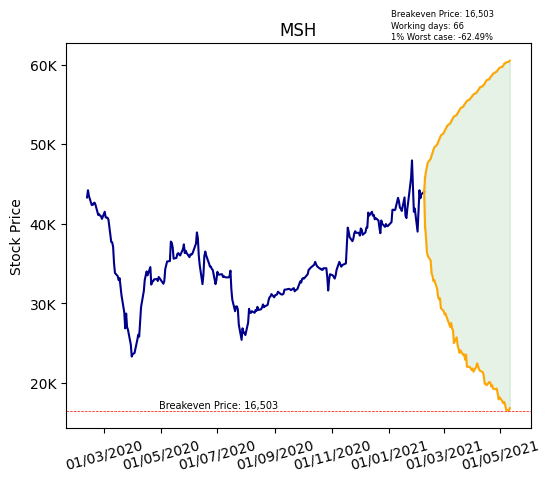 Breakeven Price: 16,503
Working days: 66
1% Worst case: -62.49%
MSH
Stock Price
60K
50K
40K
30K
20K
Breakeven Price: 16,503
01/03/2020 01/05/2020 01/07/2020 01/09/2020 01/11/2020 01/01/2021 01/03/2021 01/05/2021